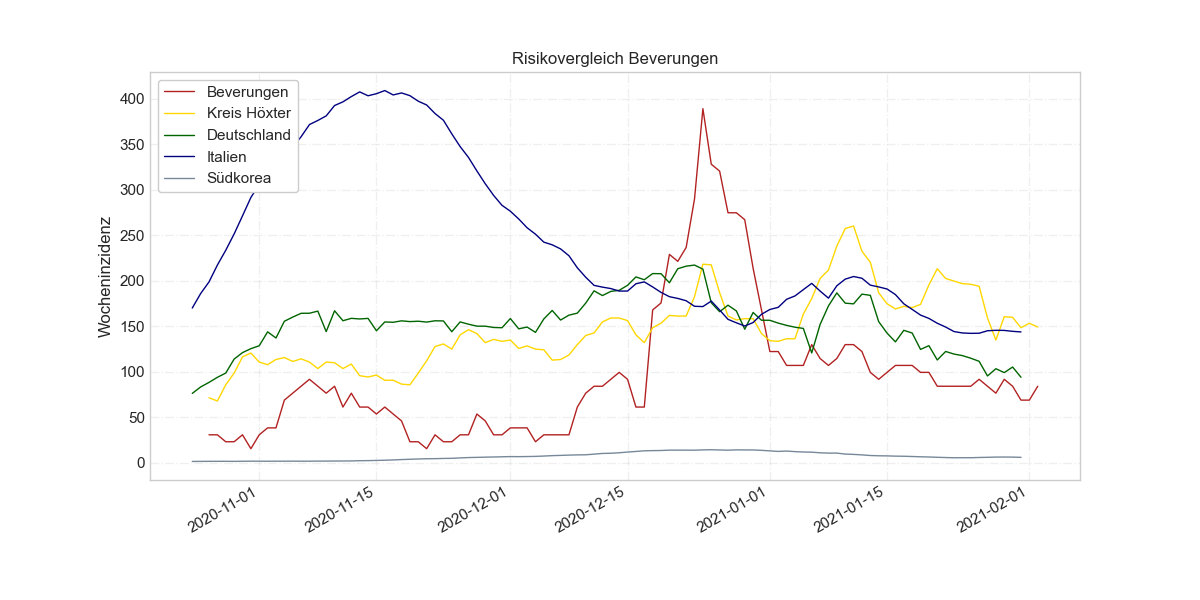 Risikovergleich Beverungen
Wocheninzidenz
400
350
300
250
200
150
100
50
0
Beverungen
Kreis Höxter
Deutschland
Italien
Südkorea
2020-11-01
2020-11-15
2020-12-01
2020-12-15
2021-01-01
2021-01-15
2021-02-01